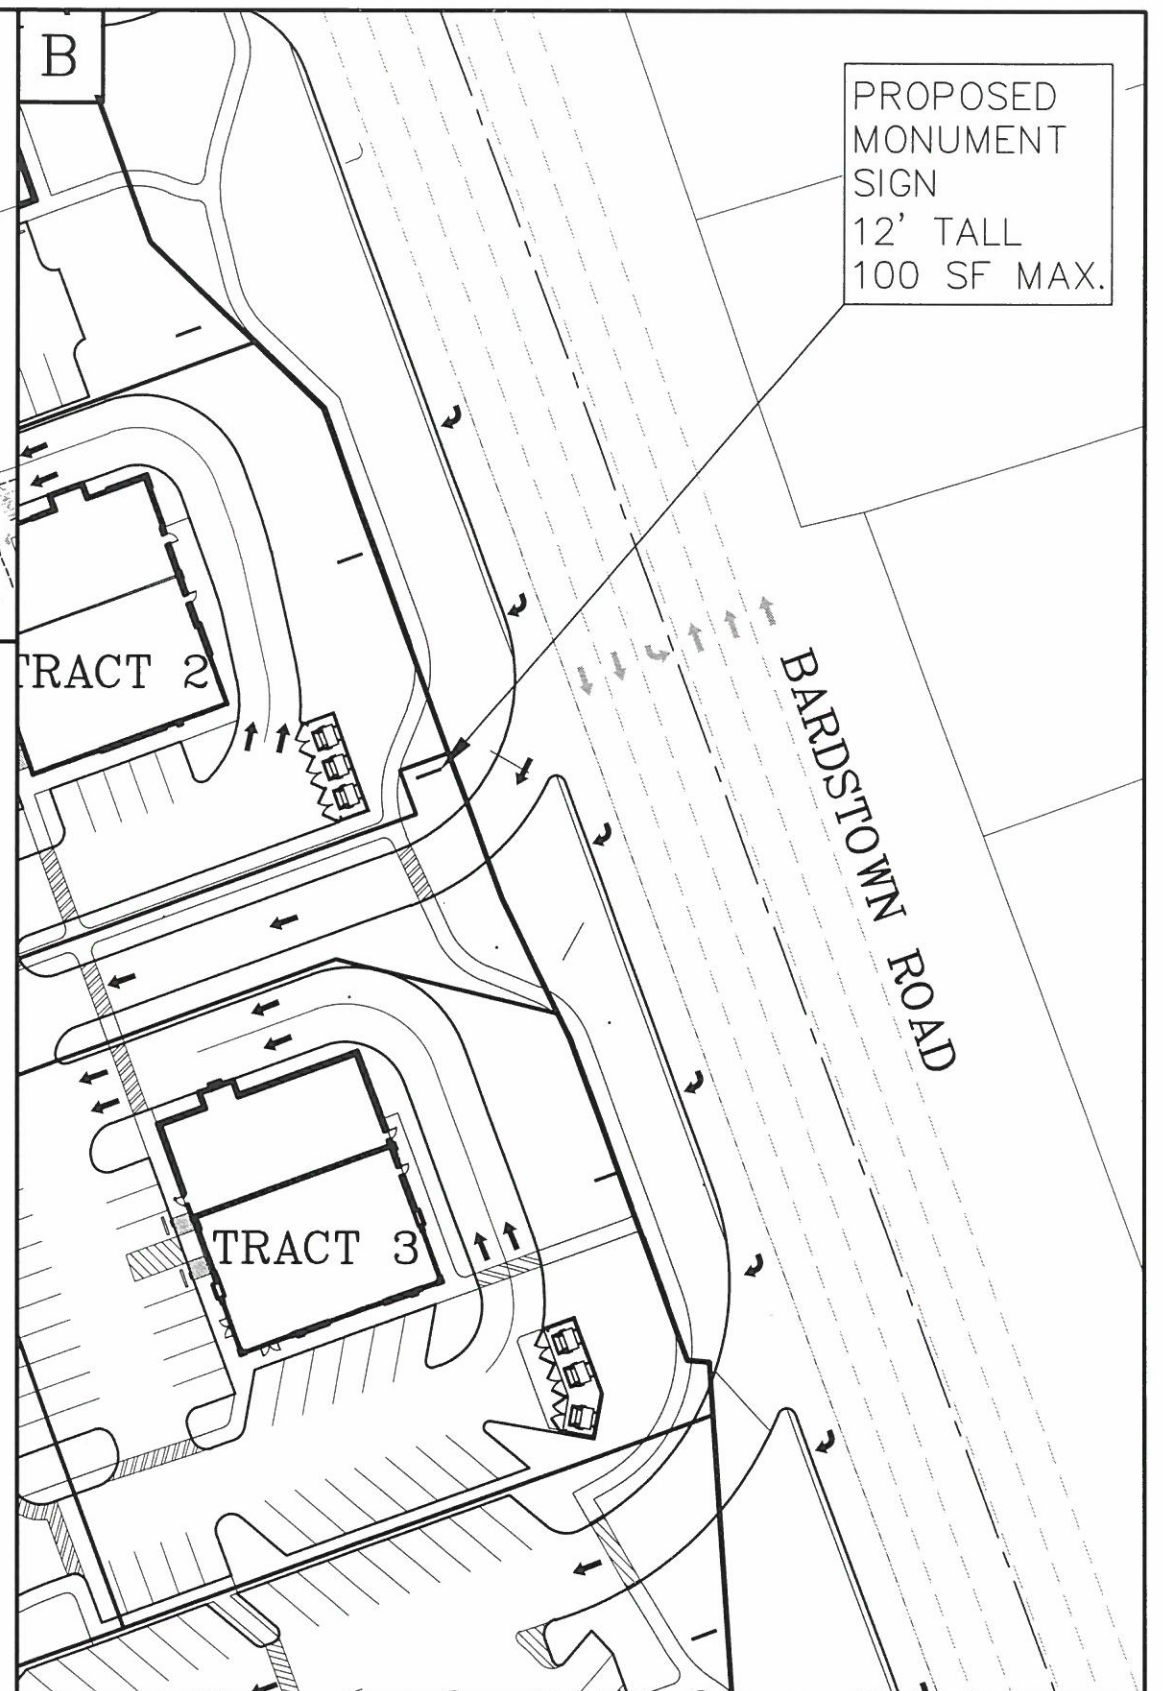 B
PROPOSED
MONUMENT
SIGN
12' TALL
100 SF MAX.
TRACT 2
BARDSTOWN ROAD
TRACT 3